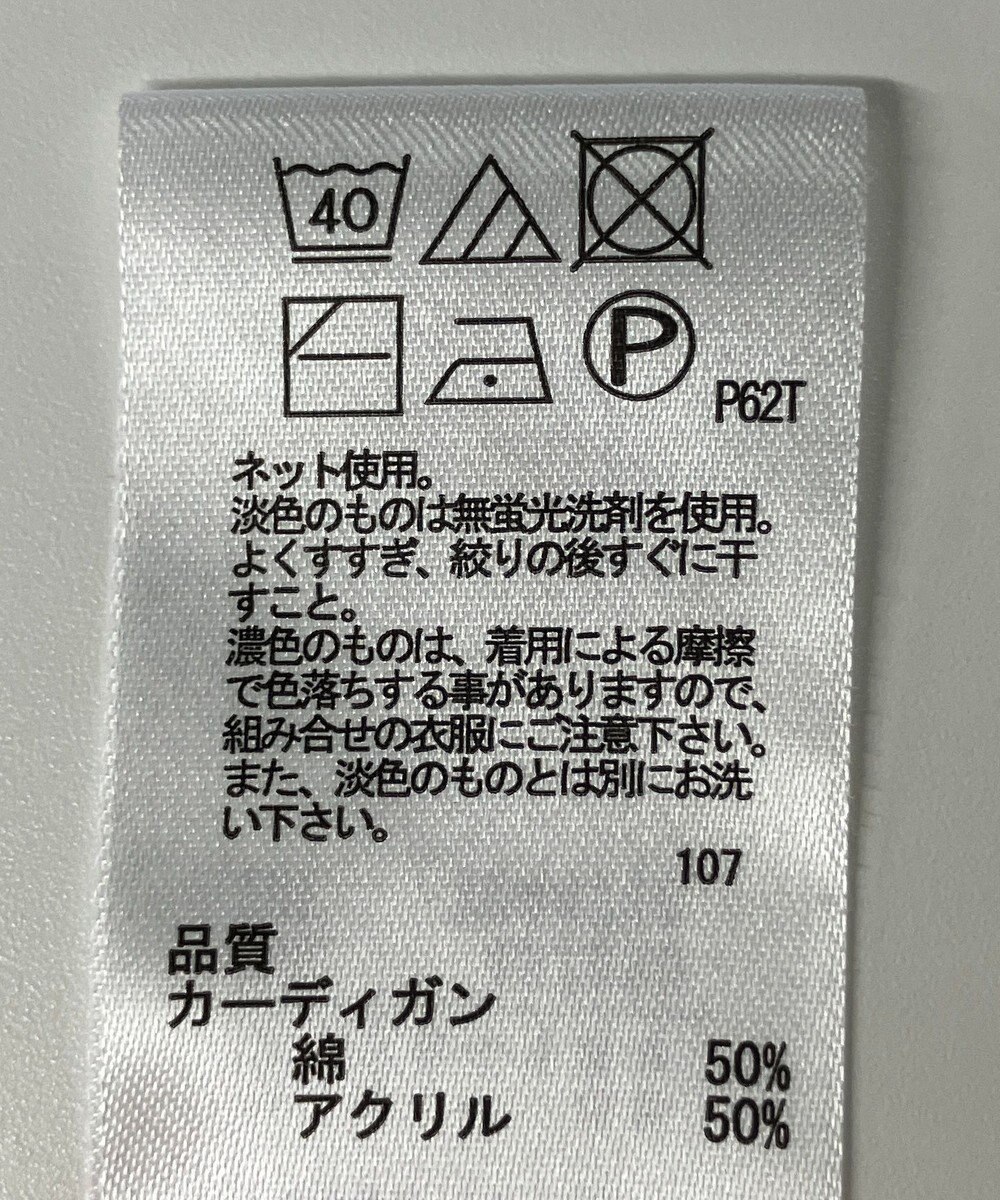 40
P
P62T
ネット使用。
淡色のものは無蛍光洗剤を使用。
よくすすぎ、絞りの後すぐに干
すこと。
濃色のものは、着用による摩擦
で色落ちする事がありますので、
組み合せの衣服にご注意下さい。
また、淡色のものとは別にお洗
い下さい。
107
品質
カーディガン
綿 50%
アクリル 50%